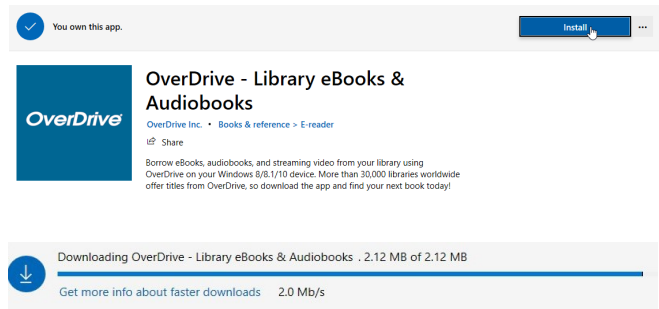 You own this app.
Install
...
OverDrive
OverDrive - Library eBooks &
Audiobooks
OverDrive Inc. • Books & reference > E-reader
Share
Borrow eBooks, audiobooks, and streaming video from your library using
OverDrive on your Windows 8/8.1/10 device. More than 30,000 libraries worldwide
offer titles from OverDrive, so download the app and find your next book today!
Downloading OverDrive - Library eBooks & Audiobooks . 2.12 MB of 2.12 MB
Get more info about faster downloads 2.0 Mb/s